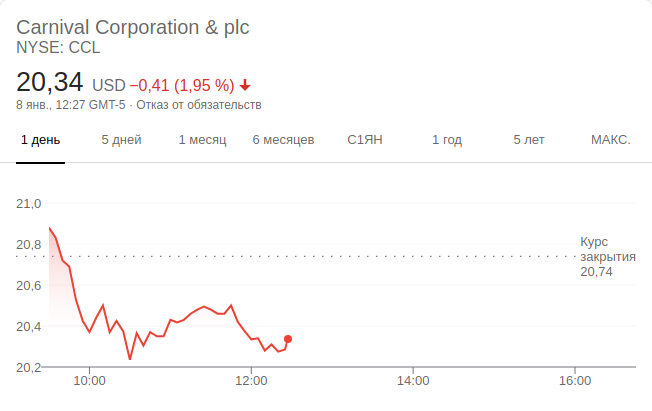 Carnival Corporation & plc
NYSE: CCL
20,34 USD −0,41 (1,95 %)
8 янв., 12:27 GMT-5 · Отказ от обязательств
1 день 5 дней 1 месяц 6 месяцев С1ЯН 1 год 5 лет МАКС.
21,0
20,8
20,6
20,4
20,2
Курс
закрытия
20,74
10:00 12:00 14:00 16:00